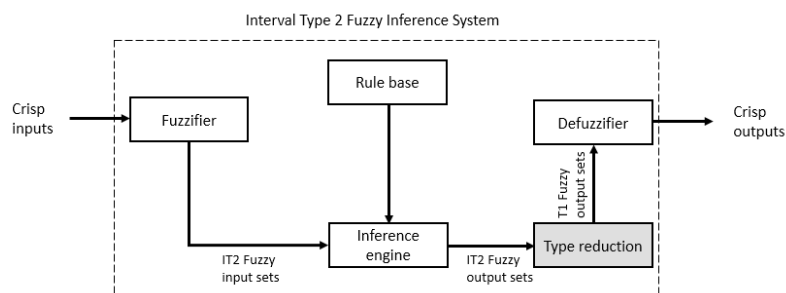 Interval Type 2 Fuzzy Inference System
Crisp
inputs
Fuzzifier
Rule base
Defuzzifier
Crisp
outputs
T1 Fuzzy
output sets
Inference
engine
Type reduction
IT2 Fuzzy
input sets
IT2 Fuzzy
output sets